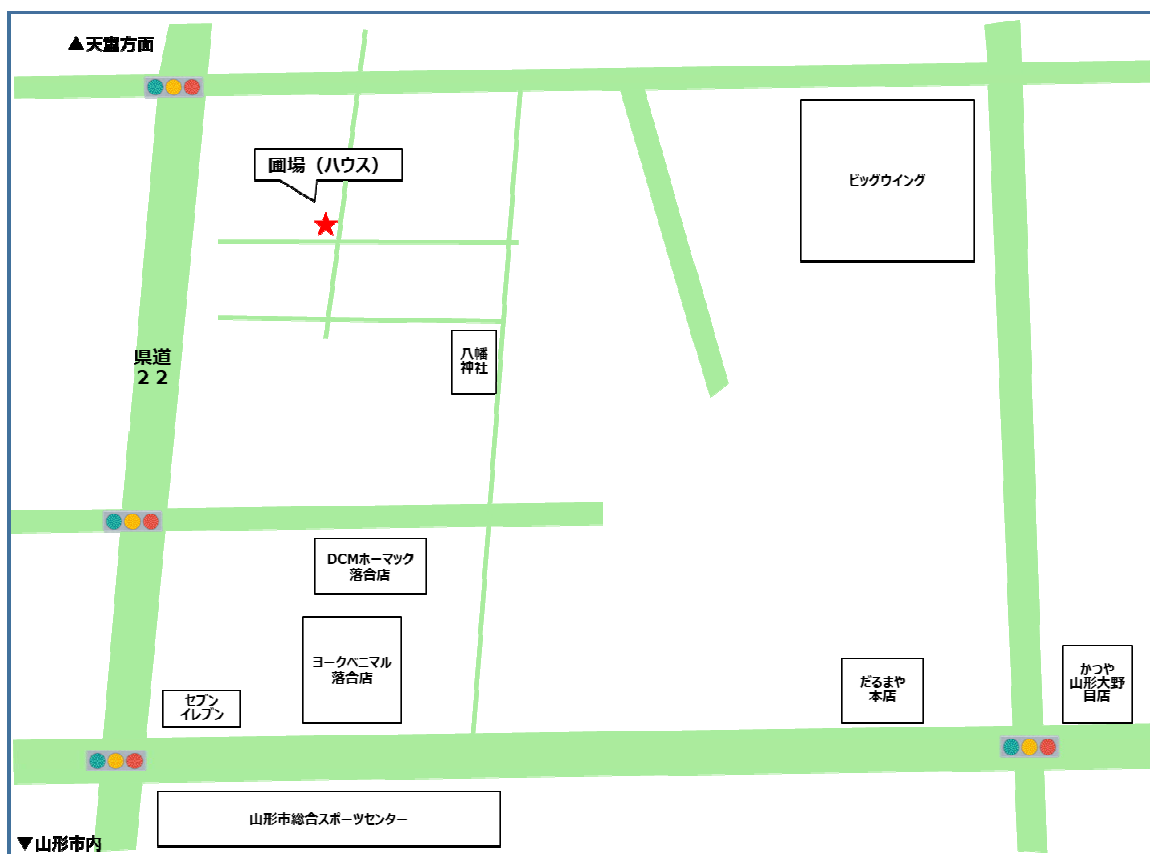 ▲天童方面
圃場（ハウス）
ビッグウイング
県道
２２
八幡
神社
DCMホーマック
落合店
ヨークベニマル
落合店
セブン
イレブン
だるまや
本店
かつや
山形大野
目店
山形市総合スポーツセンター
▼山形市内